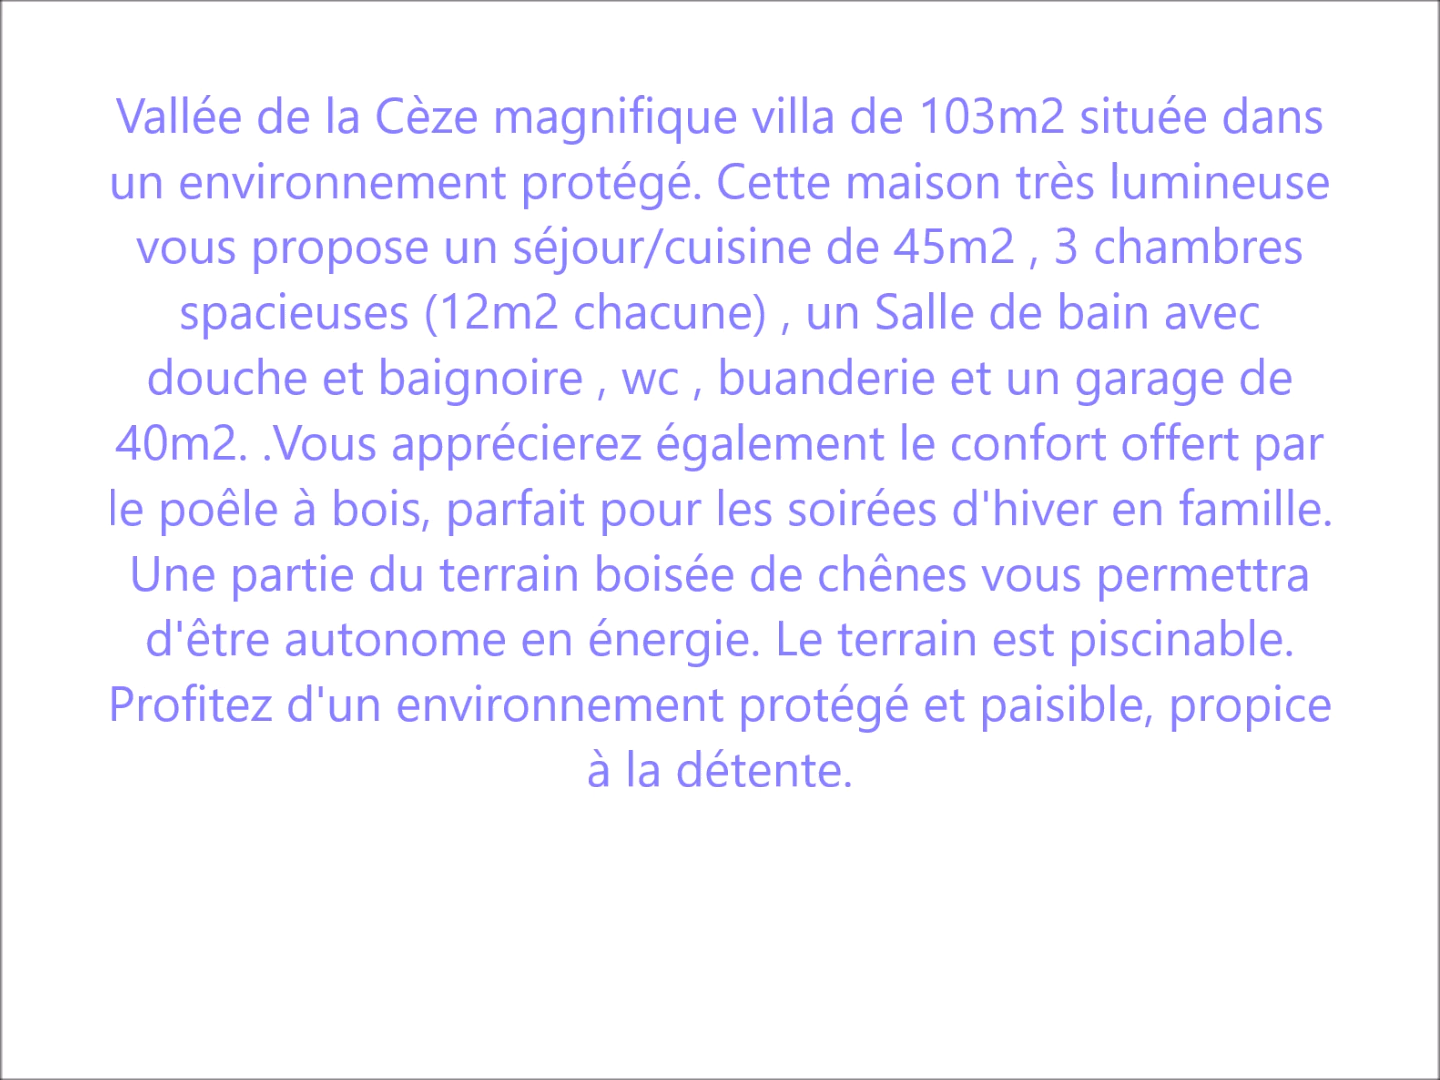 Vallée de la Cèze magnifique villa de 103m2 située dans
un environnement protégé. Cette maison très lumineuse
vous propose un séjour/cuisine de 45m2 , 3 chambres
spacieuses (12m2 chacune) , un Salle de bain avec
douche et baignoire , wc , buanderie et un garage de
40m2. .Vous apprécierez également le confort offert par
le poêle à bois, parfait pour les soirées d'hiver en famille.
Une partie du terrain boisée de chênes vous permettra
d'être autonome en énergie. Le terrain est piscinable.
Profitez d'un environnement protégé et paisible, propice
à la détente.